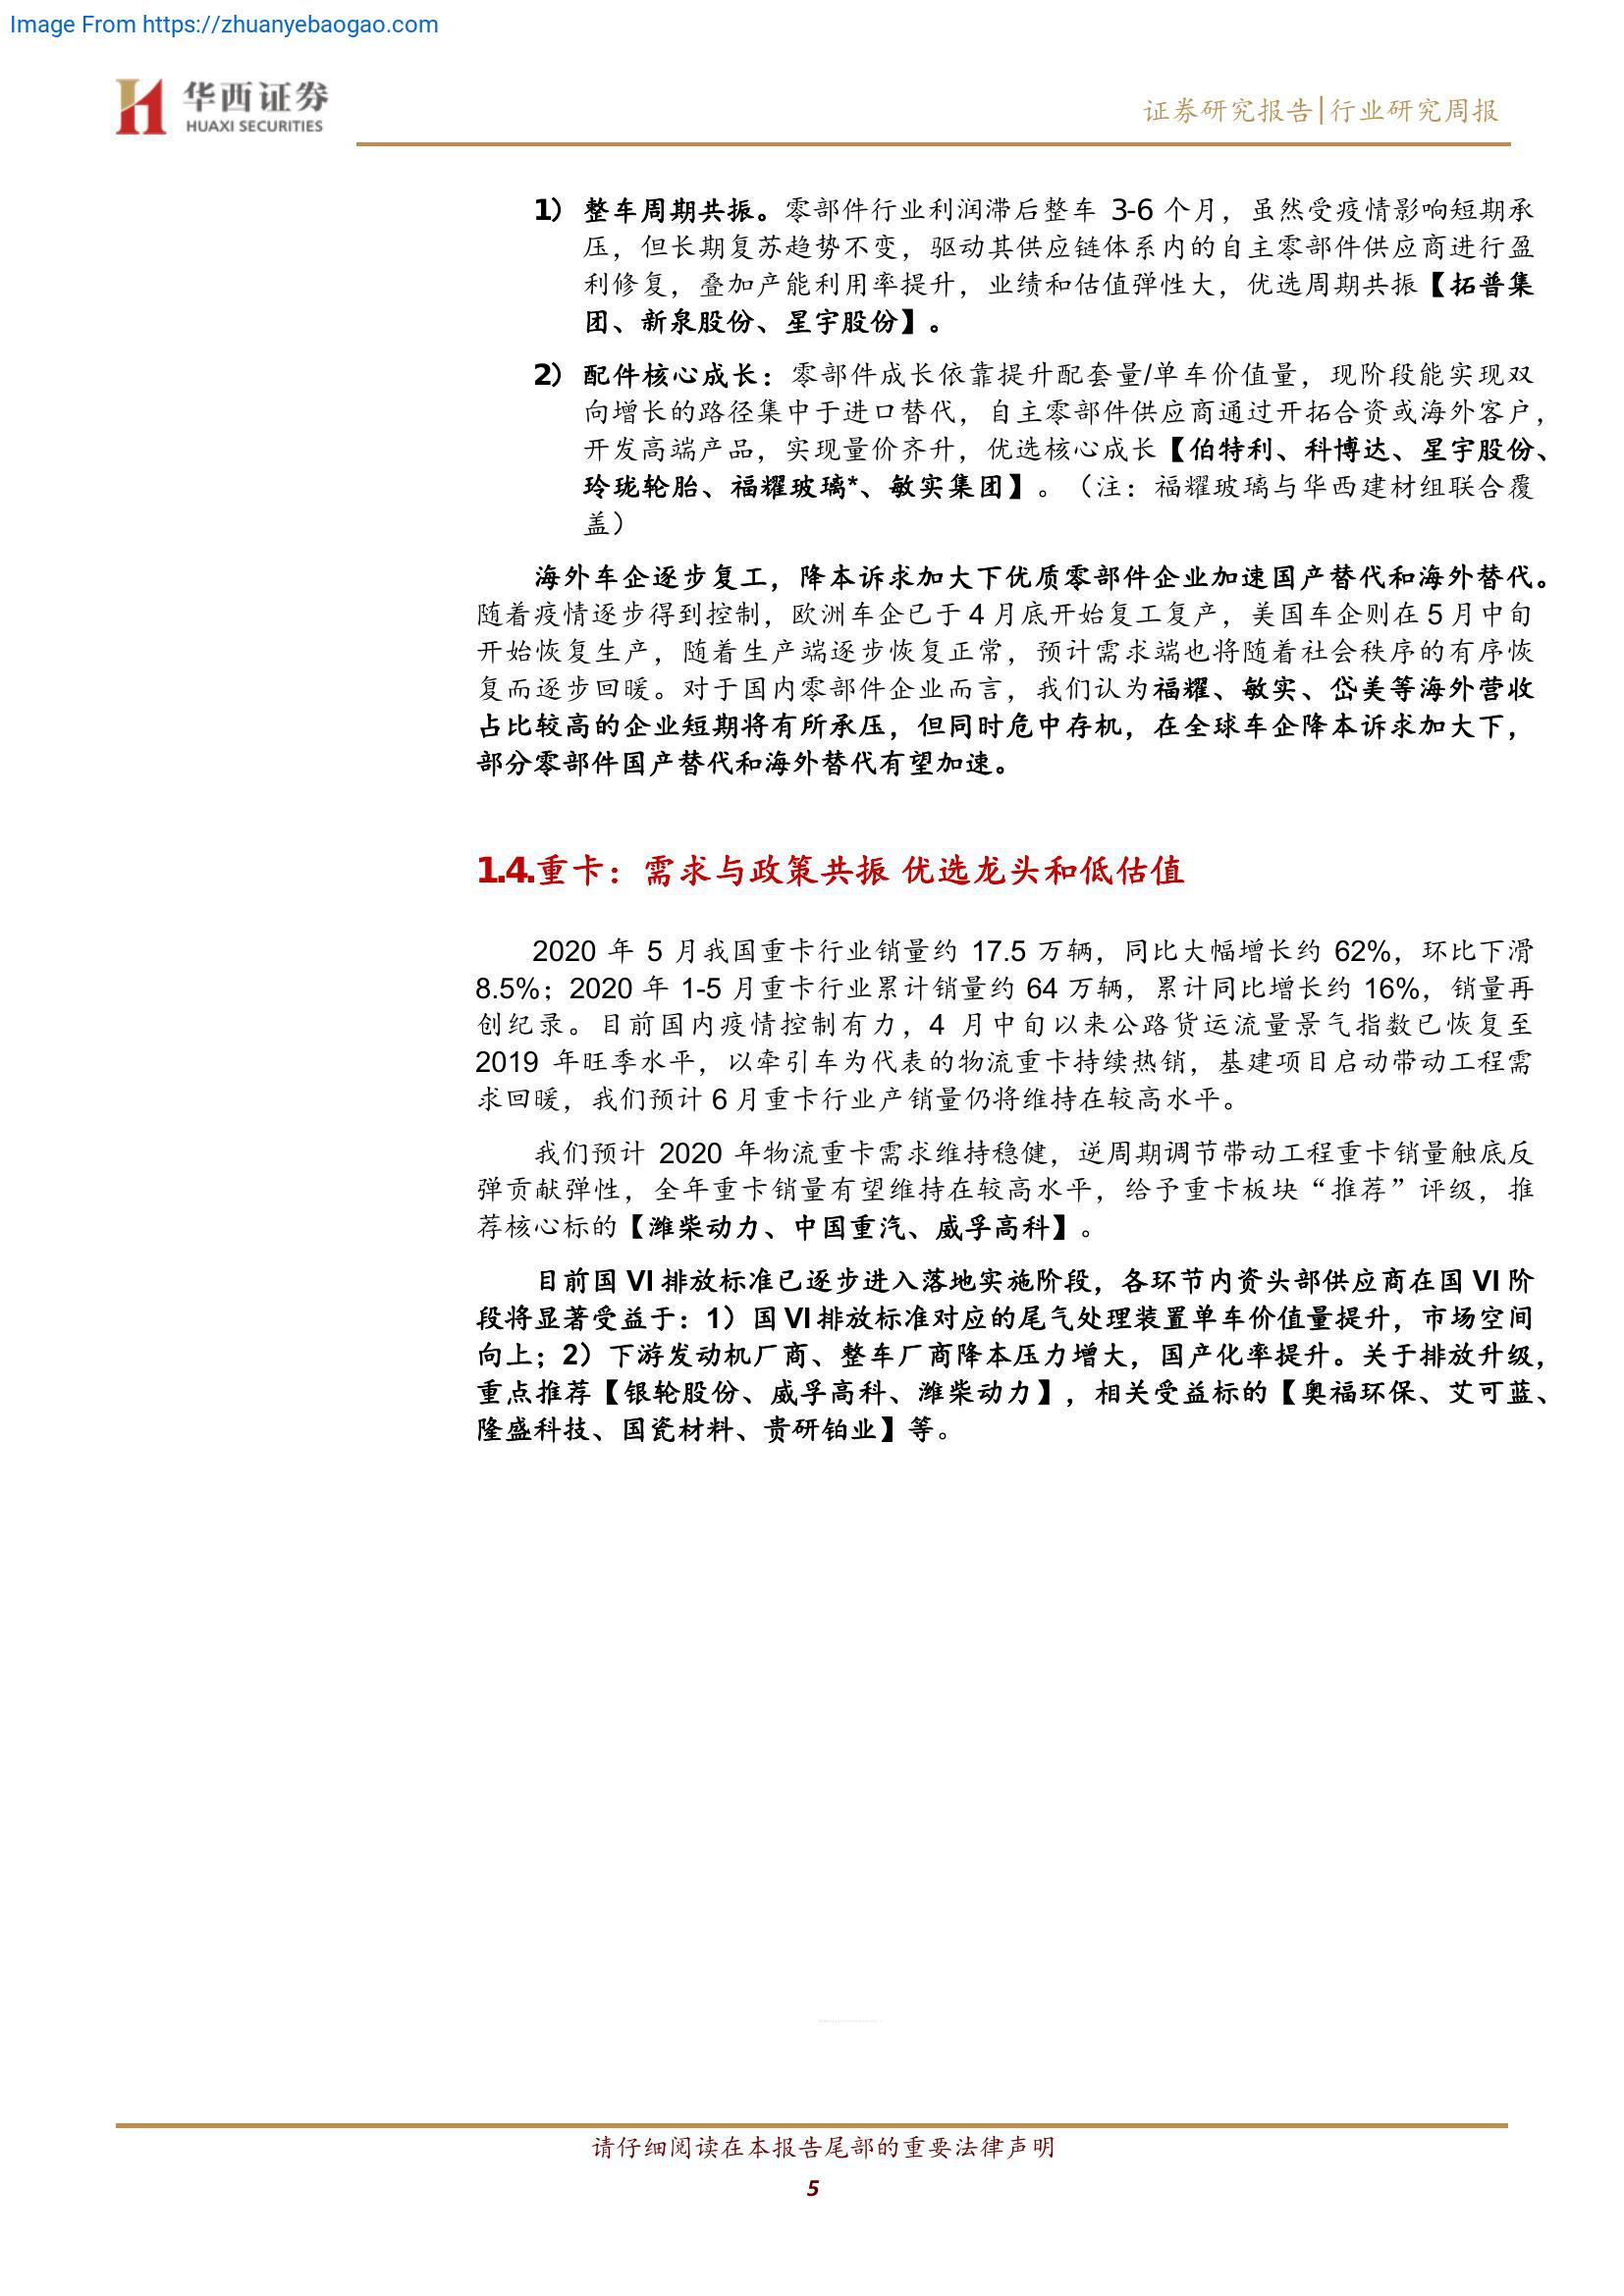 Image From https://zhuanyebaogao.com
华西证券
HUAXI SECURITIES
证券研究报告|行业研究周报
1） 整车周期共振。零部件行业利润滞后整车 3-6 个月，虽然受疫情影响短期承
压，但长期复苏趋势不变，驱动其供应链体系内的自主零部件供应商进行盈
利修复，叠加产能利用率提升，业绩和估值弹性大，优选周期共振【拓普集
团、新泉股份、星宇股份】。
2） 配件核心成长：零部件成长依靠提升配套量/单车价值量，现阶段能实现双
向增长的路径集中于进口替代，自主零部件供应商通过开拓合资或海外客户，
开发高端产品，实现量价齐升，优选核心成长【伯特利、科博达、星宇股份、
玲珑轮胎、福耀玻璃*、敏实集团】。（注：福耀玻璃与华西建材组联合覆
盖）
海外车企逐步复工，降本诉求加大下优质零部件企业加速国产替代和海外替代。
随着疫情逐步得到控制，欧洲车企已于 4 月底开始复工复产，美国车企则在 5 月中旬
开始恢复生产，随着生产端逐步恢复正常，预计需求端也将随着社会秩序的有序恢
复而逐步回暖。对于国内零部件企业而言，我们认为福耀、敏实、岱美等海外营收
占比较高的企业短期将有所承压，但同时危中存机，在全球车企降本诉求加大下，
部分零部件国产替代和海外替代有望加速。
1.4.重卡：需求与政策共振 优选龙头和低估值
2020 年 5 月我国重卡行业销量约 17.5 万辆，同比大幅增长约 62%，环比下滑
8.5%；2020 年 1-5 月重卡行业累计销量约 64 万辆，累计同比增长约 16%，销量再
创纪录。目前国内疫情控制有力，4 月中旬以来公路货运流量景气指数已恢复至
2019 年旺季水平，以牵引车为代表的物流重卡持续热销，基建项目启动带动工程需
求回暖，我们预计 6 月重卡行业产销量仍将维持在较高水平。
我们预计 2020 年物流重卡需求维持稳健，逆周期调节带动工程重卡销量触底反
弹贡献弹性，全年重卡销量有望维持在较高水平，给予重卡板块“推荐”评级，推
荐核心标的【潍柴动力、中国重汽、威孚高科】。
目前国 VI 排放标准已逐步进入落地实施阶段，各环节内资头部供应商在国 VI 阶
段将显著受益于：1）国 VI 排放标准对应的尾气处理装置单车价值量提升，市场空间
向上；2）下游发动机厂商、整车厂商降本压力增大，国产化率提升。关于排放升级，
重点推荐【银轮股份、威孚高科、潍柴动力】，相关受益标的【奥福环保、艾可蓝、
隆盛科技、国瓷材料、贵研铂业】等。
请仔细阅读在本报告尾部的重要法律声明
5